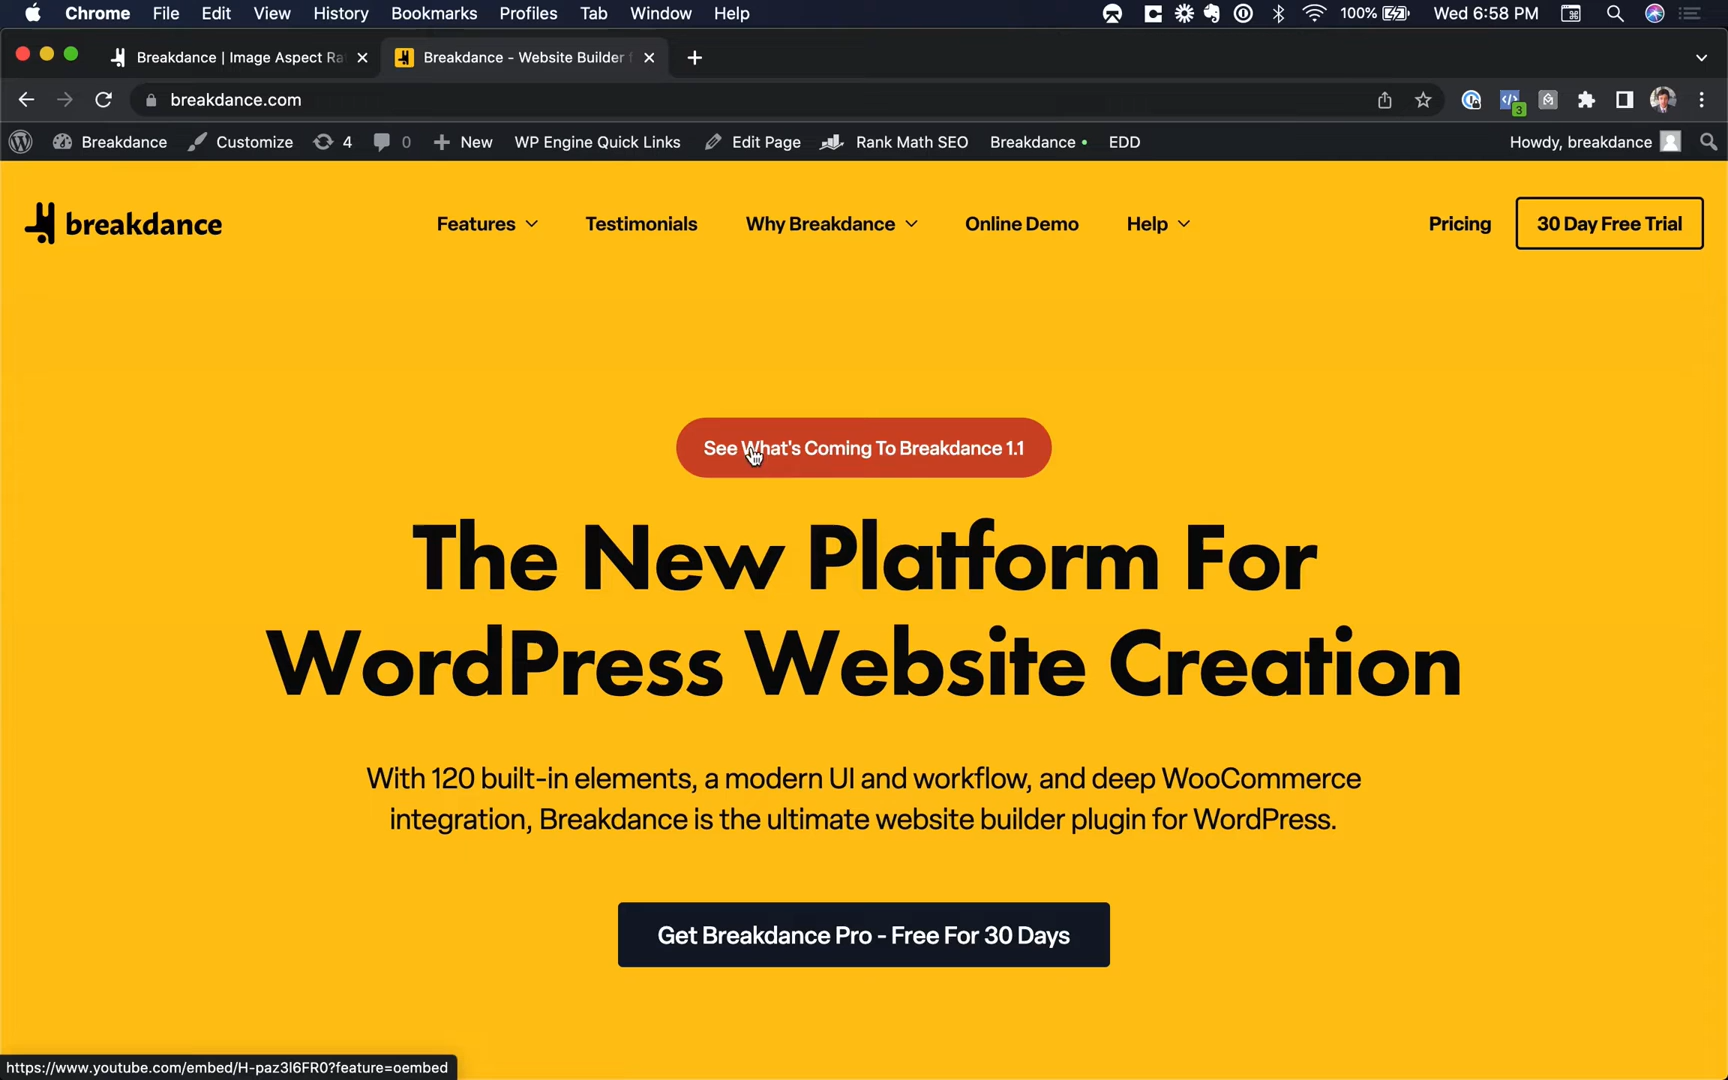 Chrome File Edit View History Bookmarks Profiles Tab Window Help 100% Wed 6:58 PM
Breakdance | Image Aspect Ra Breakdance - Website Builder f
breakdance.com
3
Breakdance Customize 4 0 New WP Engine Quick Links Edit Page Rank Math SEO Breakdance EDD Howdy, breakdance
breakdance Features Testimonials Why Breakdance Online Demo Help Pricing 30 Day Free Trial
See What's Coming To Breakdance 1.1
The New Platform For
WordPress Website Creation
With 120 built-in elements, a modern UI and workflow, and deep WooCommerce
integration, Breakdance is the ultimate website builder plugin for WordPress.
Get Breakdance Pro - Free For 30 Days
https://www.youtube.com/embed/H-paz3l6FR0?feature=oembed